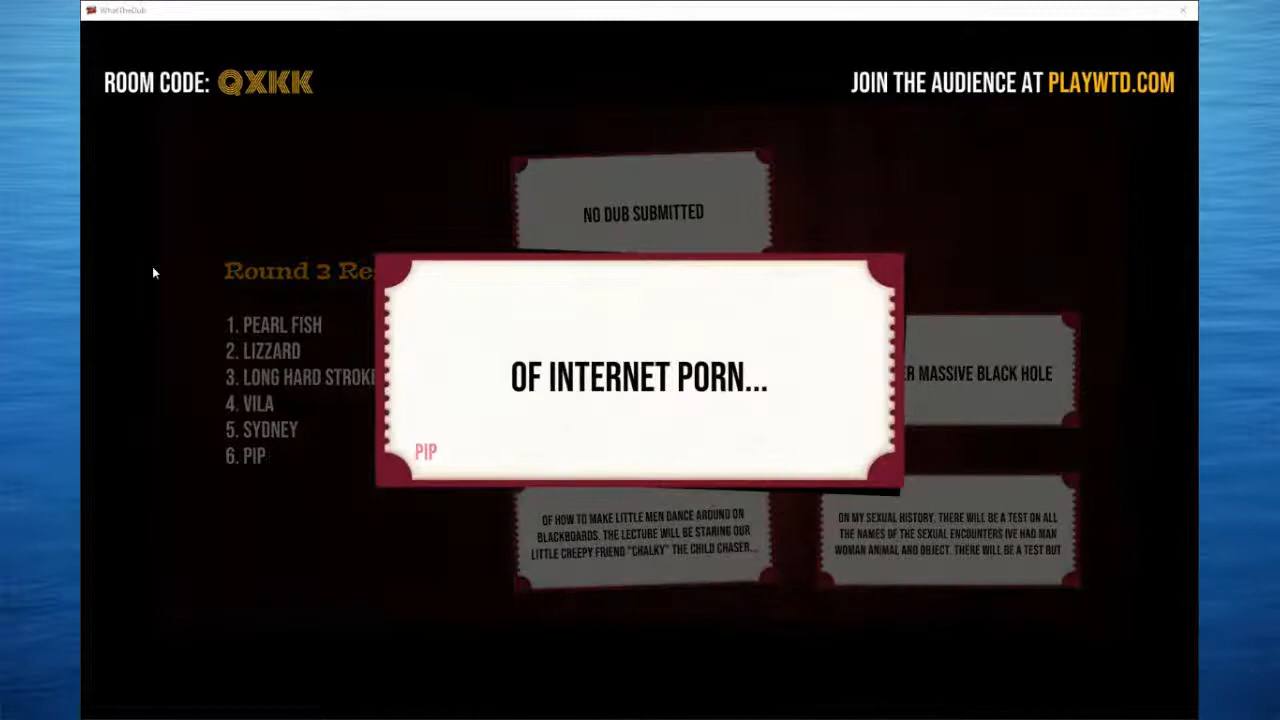 WhatTheDub
ROOM CODE: QXKK
JOIN THE AUDIENCE AT PLAYWTD.COM
NO DUB SUBMITTED
Round 3 Re
1. PEARL FISH
2. LIZZARD
3. LONG HARD STROKE
4. VILA
5. SYDNEY
6. PIP
OF INTERNET PORN...
PIP
ER MASSIVE BLACK HOLE
OF HOW TO MAKE LITTLE MEN DANCE AROUND ON
BLACKBOARDS. THE LECTURE WILL BE STARING OUR
LITTLE CREEPY FRIEND "CHALKY" THE CHILD CHASER...
ON MY SEXUAL HISTORY. THERE WILL BE A TEST ON ALL
THE NAMES OF THE SEXUAL ENCOUNTERS IVE HAD MAN
WOMAN ANIMAL AND OBJECT. THERE WILL BE A TEST BUT